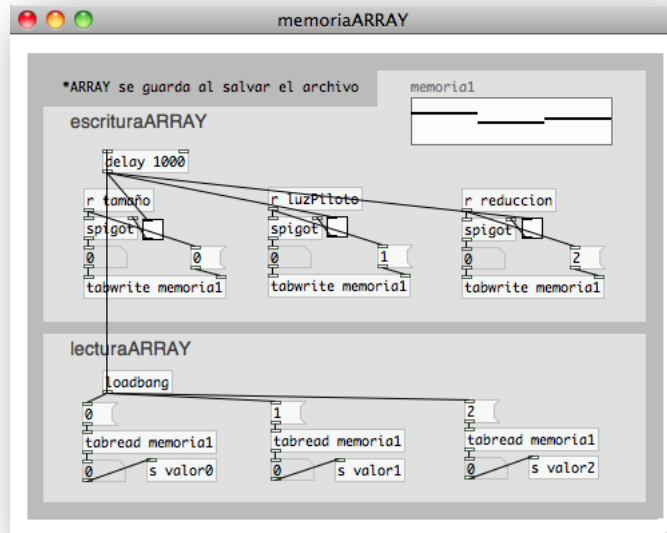 memoriaARRAY
*ARRAY se guarda al salvar el archivo
memoria1
escrituraARRAY
delay 1000
r tamaño
r luzPiloto
r reduccion
spigot
spigot
spigot
0
0
0
1
0
2
tabwrite memoria1
tabwrite memoria1
tabwrite memoria1
lecturaARRAY
loadbang
0
1
2
tabread memoria1
tabread memoria1
tabread memoria1
0
s valor0
0
s valor1
0
s valor2